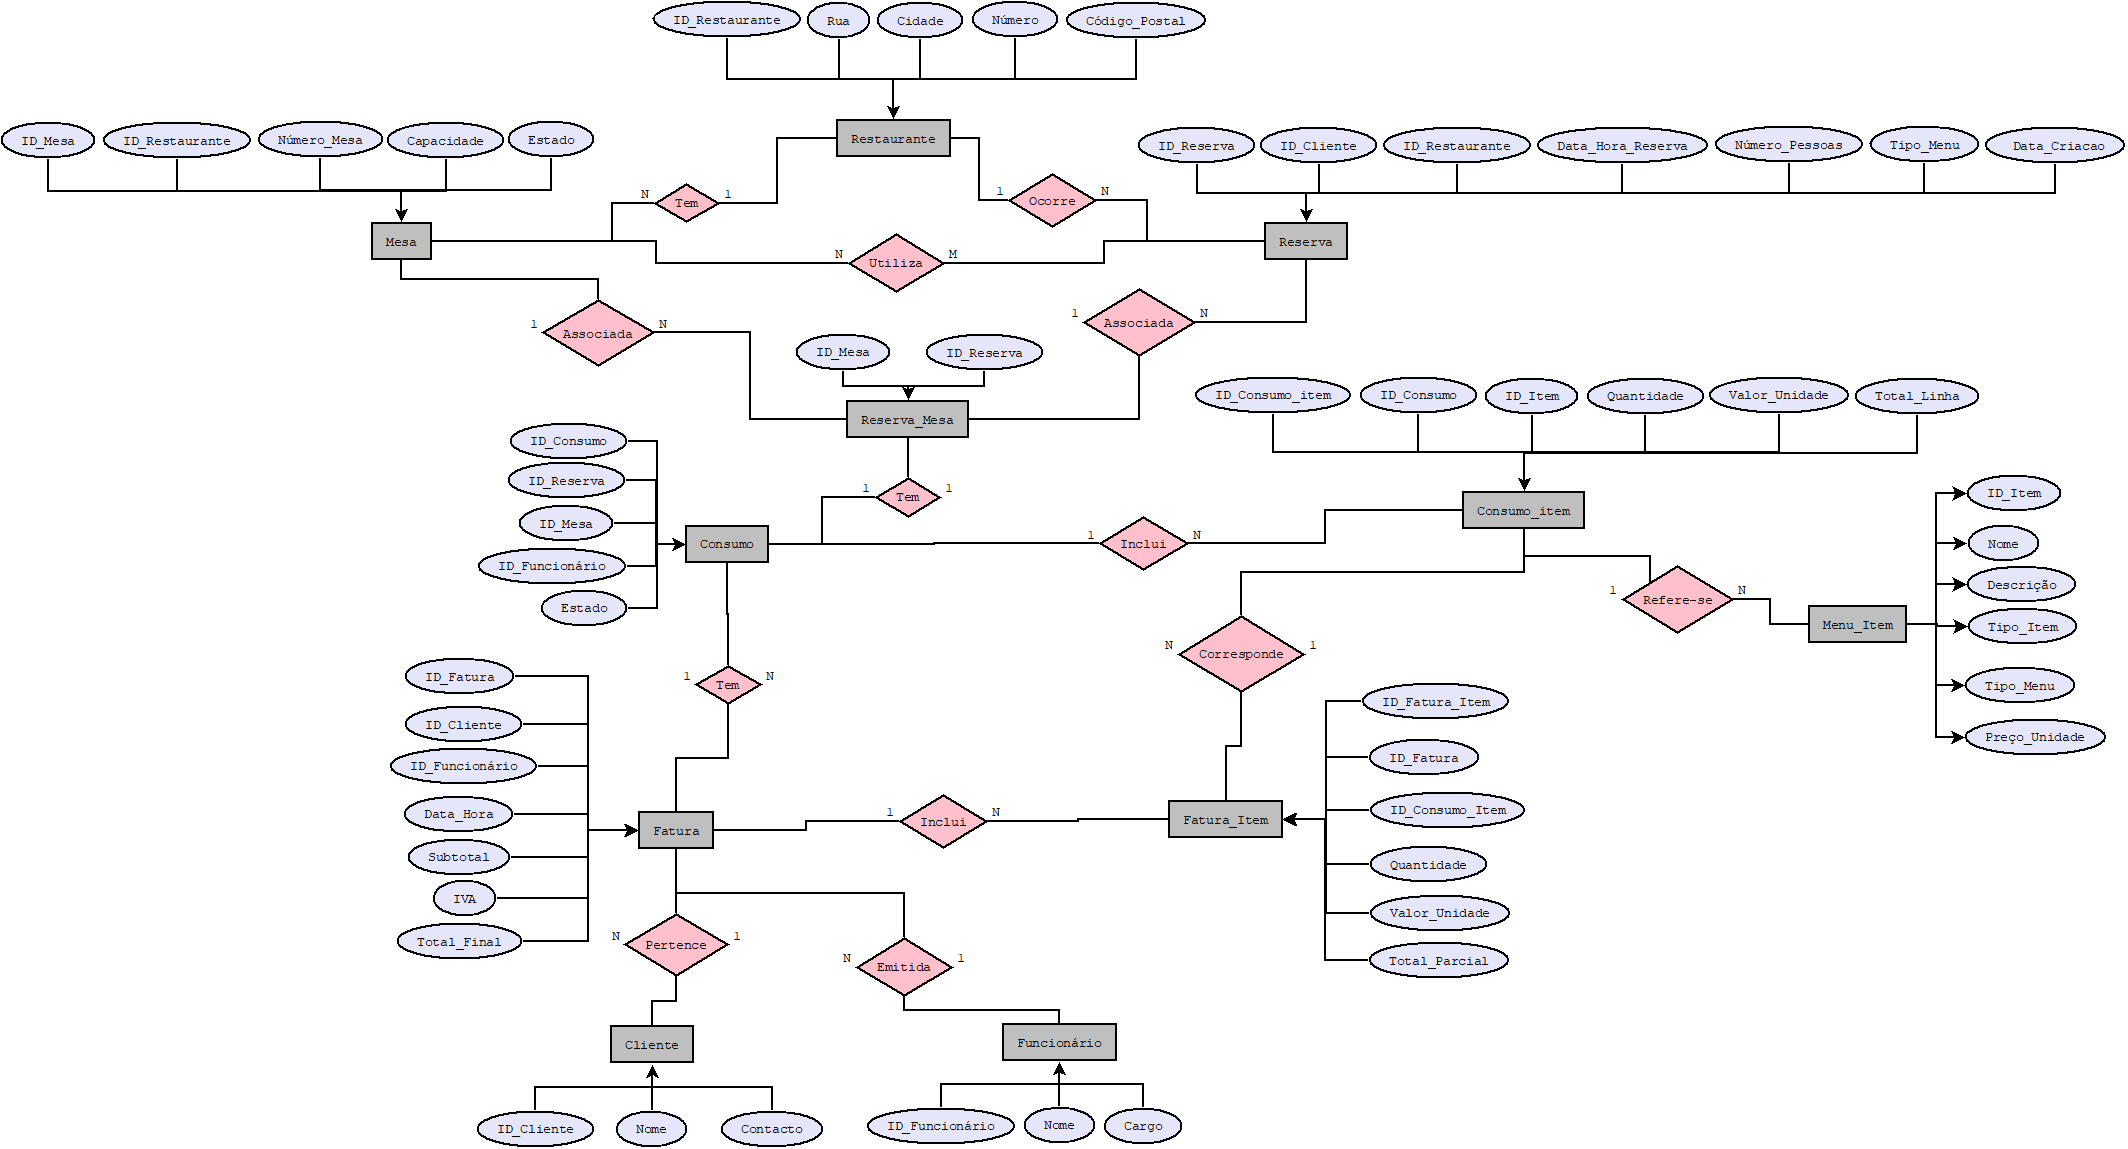 ID_Restaurante
Rua
Cidade
Número
Código_Postal
ID_Mesa
ID_Restaurante
Número_Mesa
Capacidade
Estado
Restaurante
ID_Reserva
ID_Cliente
ID_Restaurante
Data_Hora_Reserva
Número_Pessoas
Tipo_Menu
Data_Criacao
N
Tem
1
1
Ocorre
N
Mesa
N
Utiliza
M
Reserva
1
Associada
N
1
Associada
N
ID_Mesa
ID_Reserva
Reserva_Mesa
ID_Consumo_item
ID_Consumo
ID_Item
Quantidade
Valor_Unidade
Total_Linha
ID_Consumo
ID_Reserva
ID_Mesa
ID_Funcionário
Estado
1
Tem
1
Consumo
1
Inclui
N
Consumo_item
1
Refere-se
N
Menu_Item
ID_Item
Nome
Descrição
Tipo_Item
Tipo_Menu
Preço_Unidade
N
Corresponde
1
1
Tem
N
ID_Fatura
ID_Cliente
ID_Funcionário
Data_Hora
Subtotal
IVA
Total_Final
Fatura
1
Inclui
N
Fatura_Item
ID_Fatura_Item
ID_Fatura
ID_Consumo_Item
Quantidade
Valor_Unidade
Total_Parcial
N
Pertence
1
N
Emitida
1
Cliente
Funcionário
ID_Cliente
Nome
Contacto
ID_Funcionário
Nome
Cargo